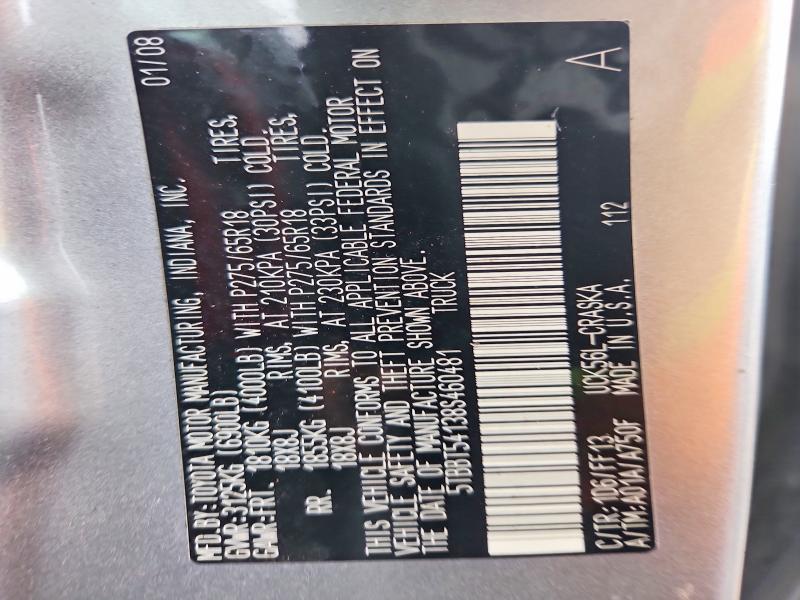 MFD.BY:TOYOTA MOTOR MANUFACTURING, INDIANA, INC. 01/08
GVWR:3125KG (6900LB)
GAWR:FRT. 1810KG (4000LB) WITH P275/65R18 TIRES,
18X8J RIMS, AT 210KPA (30PSI) COLD.
RR. 1855KG (4100LB) WITH P275/65R18 TIRES,
18X8J RIMS, AT 230KPA (33PSI) COLD.
THIS VEHICLE CONFORMS TO ALL APPLICABLE FEDERAL MOTOR
VEHICLE SAFETY AND THEFT PREVENTION STANDARDS IN EFFECT ON
THE DATE OF MANUFACTURE SHOWN ABOVE.
5TBBT54138S460481 TRUCK
C/TR:1D6/FF13 UCK56L-CRASKA 112 A
A/TM:A01A/A750F MADE IN U.S.A.